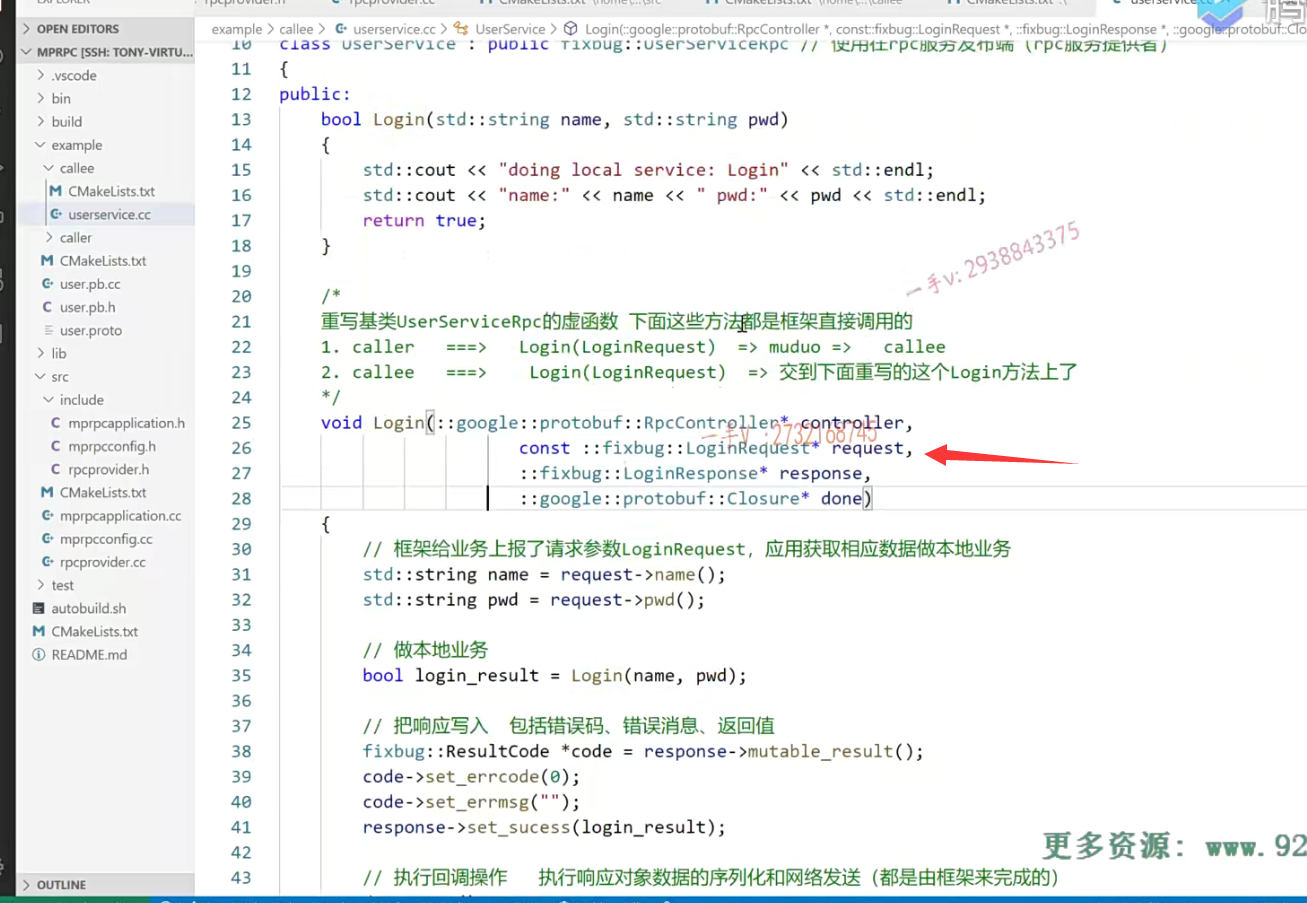 EXPLORER
rpcprovider.h
rpcprovider.cc
CMakeLists.txt
CMakeLists.txt
CMakeLists.txt
userservice.cc
OPEN EDITORS
MPRPC [SSH: TONY-VIRTU...
.vscode
bin
build
example
callee
CMakeLists.txt
userservice.cc
caller
CMakeLists.txt
user.pb.cc
user.pb.h
user.proto
lib
src
include
mprpcapplication.h
mprpcconfig.h
rpcprovider.h
CMakeLists.txt
mprpcapplication.cc
mprpcconfig.cc
rpcprovider.cc
test
autobuild.sh
CMakeLists.txt
README.md
OUTLINE
example > callee > userservice.cc > UserService > Login(::google::protobuf::RpcController *, const::fixbug::LoginRequest *, ::fixbug::LoginResponse *, ::google::protobuf::Clo
10 class UserService : public fixbug::UserServiceRpc // 使用在rpc服务发布端（rpc服务提供者）
11 {
12 public:
13 bool Login(std::string name, std::string pwd)
14 {
15 std::cout << "doing local service: Login" << std::endl;
16 std::cout << "name:" << name << " pwd:" << pwd << std::endl;
17 return true;
18 }
19
20 /*
21 重写基类UserServiceRpc的虚函数 下面这些方法都是框架直接调用的
22 1. caller ===> Login(LoginRequest) => muduo => callee
23 2. callee ===> Login(LoginRequest) => 交到下面重写的这个Login方法上了
24 */
25 void Login(::google::protobuf::RpcController* controller,
26 const ::fixbug::LoginRequest* request,
27 ::fixbug::LoginResponse* response,
28 ::google::protobuf::Closure* done)
29 {
30 // 框架给业务上报了请求参数LoginRequest，应用获取相应数据做本地业务
31 std::string name = request->name();
32 std::string pwd = request->pwd();
33
34 // 做本地业务
35 bool login_result = Login(name, pwd);
36
37 // 把响应写入 包括错误码、错误消息、返回值
38 fixbug::ResultCode *code = response->mutable_result();
39 code->set_errcode(0);
40 code->set_errmsg("");
41 response->set_sucess(login_result);
42
43 // 执行回调操作 执行响应对象数据的序列化和网络发送（都是由框架来完成的）
一手v: 2938843375
一手V :2732168745
更多资源: www.92